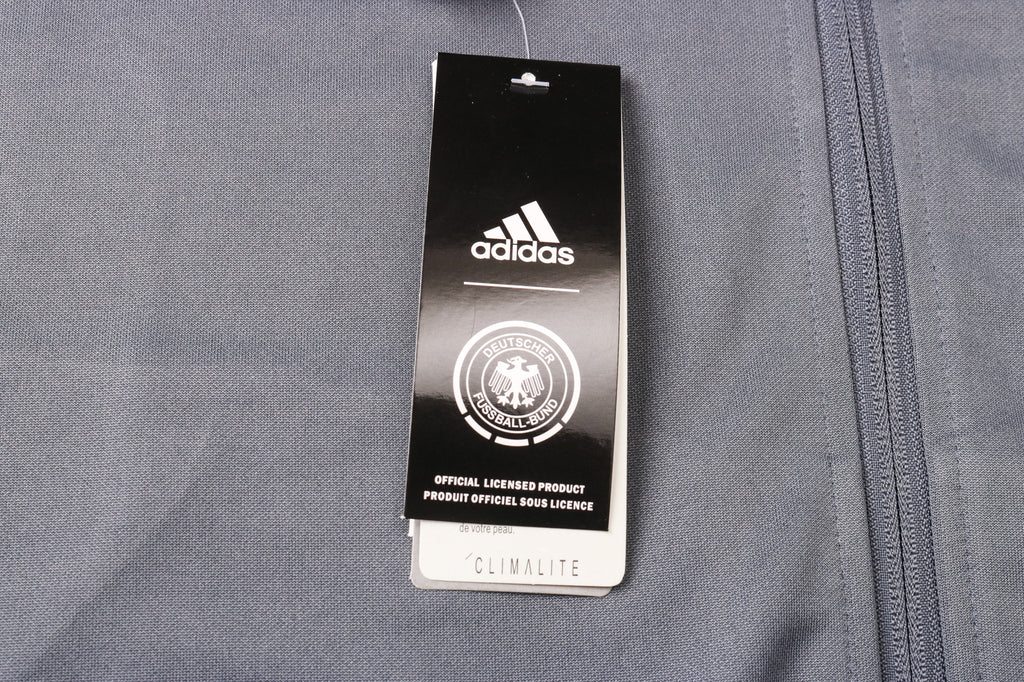 adidas
DEUTSCHER
FUSSBALL-BUND
OFFICIAL LICENSED PRODUCT
PRODUIT OFFICIEL SOUS LICENCE
de votre peau.
CLIMALITE